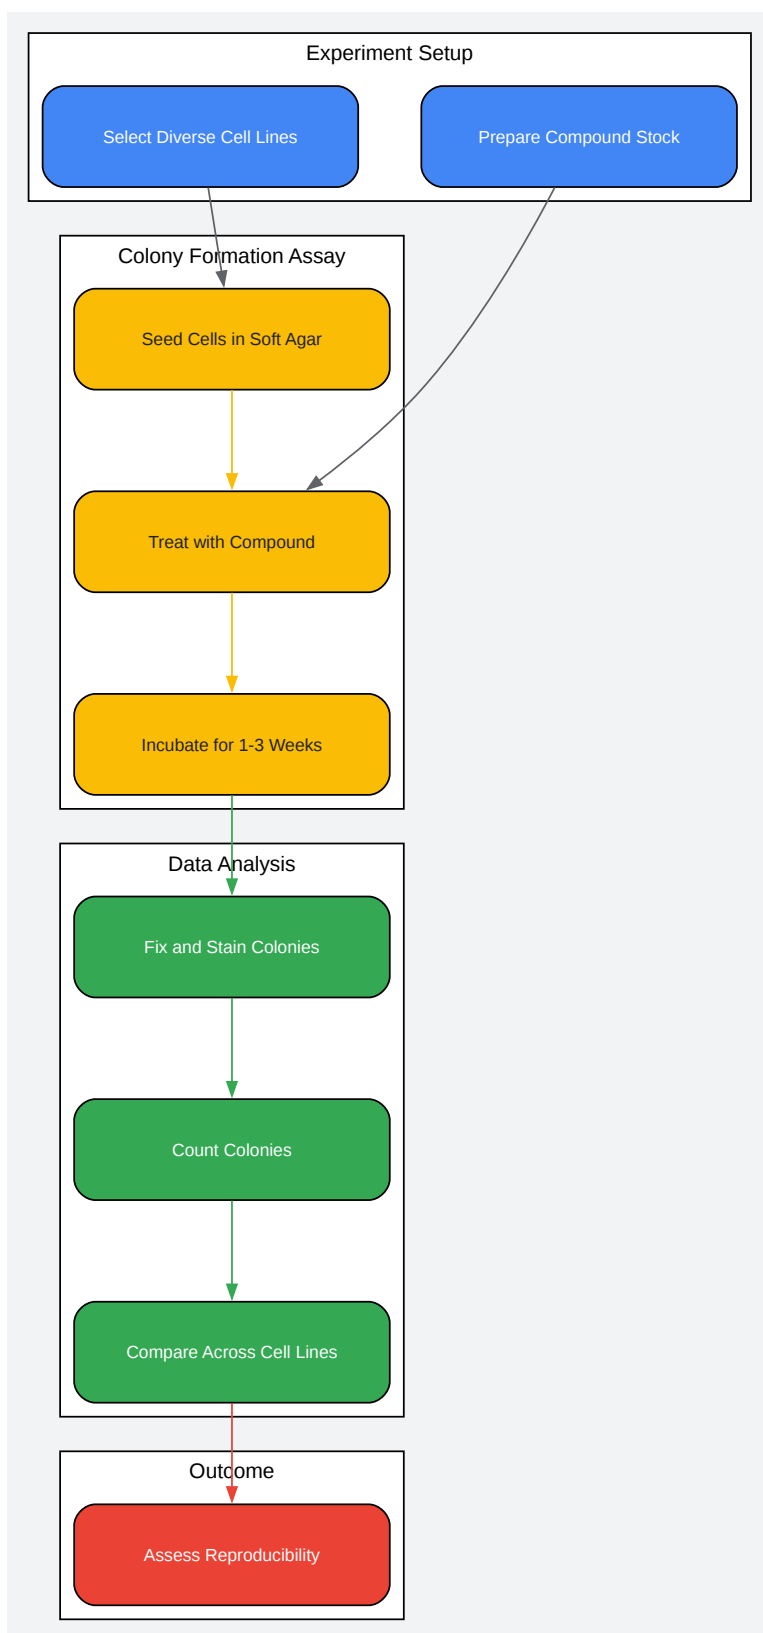 Experiment Setup
Select Diverse Cell Lines
Prepare Compound Stock
Colony Formation Assay
Seed Cells in Soft Agar
Treat with Compound
Incubate for 1-3 Weeks
Data Analysis
Fix and Stain Colonies
Count Colonies
Compare Across Cell Lines
Outcome
Assess Reproducibility